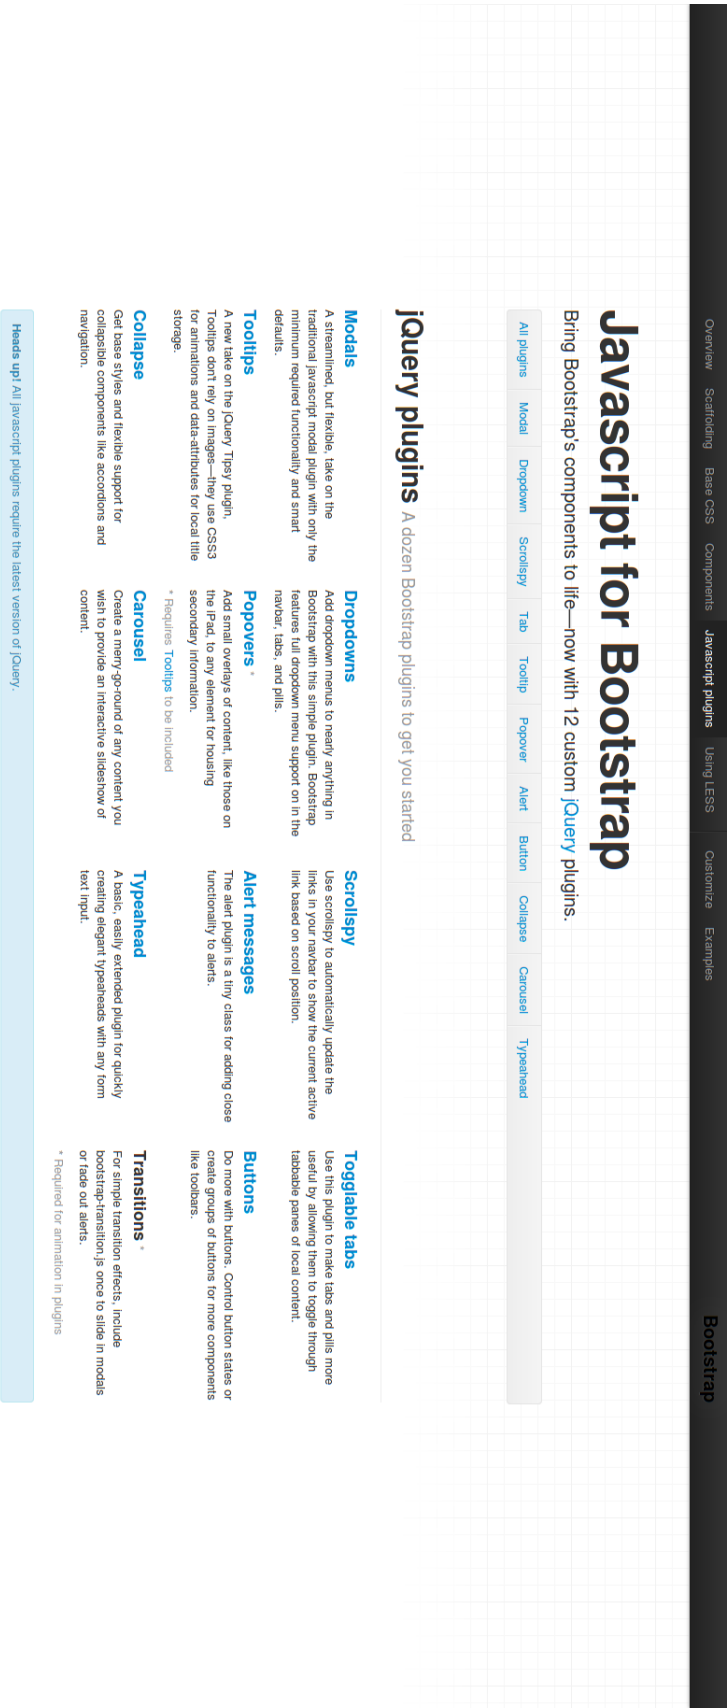 Overview Scaffolding Base CSS Components Javascript plugins Using LESS Customize Examples Bootstrap
Javascript for Bootstrap
Bring Bootstrap's components to life—now with 12 custom jQuery plugins.
All plugins Modal Dropdown Scrollspy Tab Tooltip Popover Alert Button Collapse Carousel Typeahead
jQuery plugins A dozen Bootstrap plugins to get you started
Modals
A streamlined, but flexible, take on the
traditional javascript modal plugin with only the
minimum required functionality and smart
defaults.
Dropdowns
Add dropdown menus to nearly anything in
Bootstrap with this simple plugin. Bootstrap
features full dropdown menu support on in the
navbar, tabs, and pills.
Scrollspy
Use scrollspy to automatically update the
links in your navbar to show the current active
link based on scroll position.
Togglable tabs
Use this plugin to make tabs and pills more
useful by allowing them to toggle through
tabbable panes of local content.
Tooltips
A new take on the jQuery Tipsy plugin,
Tooltips don't rely on images—they use CSS3
for animations and data-attributes for local title
storage.
Popovers *
Add small overlays of content, like those on
the iPad, to any element for housing
secondary information.
* Requires Tooltips to be included
Alert messages
The alert plugin is a tiny class for adding close
functionality to alerts.
Buttons
Do more with buttons. Control button states or
create groups of buttons for more components
like toolbars.
Collapse
Get base styles and flexible support for
collapsible components like accordions and
navigation.
Carousel
Create a merry-go-round of any content you
wish to provide an interactive slideshow of
content.
Typeahead
A basic, easily extended plugin for quickly
creating elegant typeaheads with any form
text input.
Transitions *
For simple transition effects, include
bootstrap-transition.js once to slide in modals
or fade out alerts.
* Required for animation in plugins
Heads up! All javascript plugins require the latest version of jQuery.